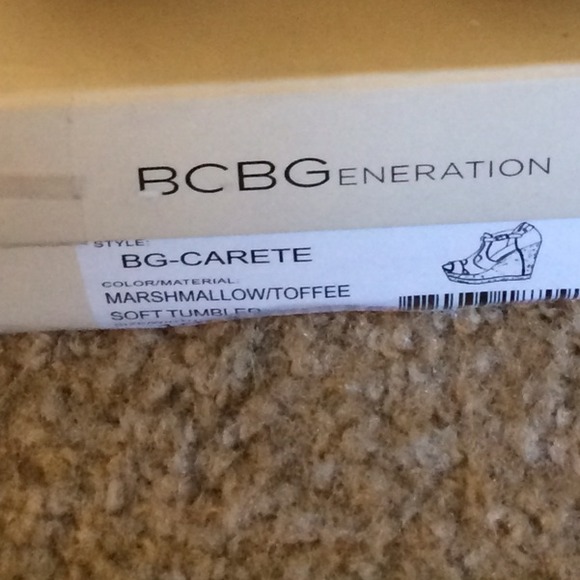 BCBGENERATION
STYLE:
BG-CARETE
COLOR/MATERIAL:
MARSHMALLOW/TOFFEE
SOFT TUMBLED